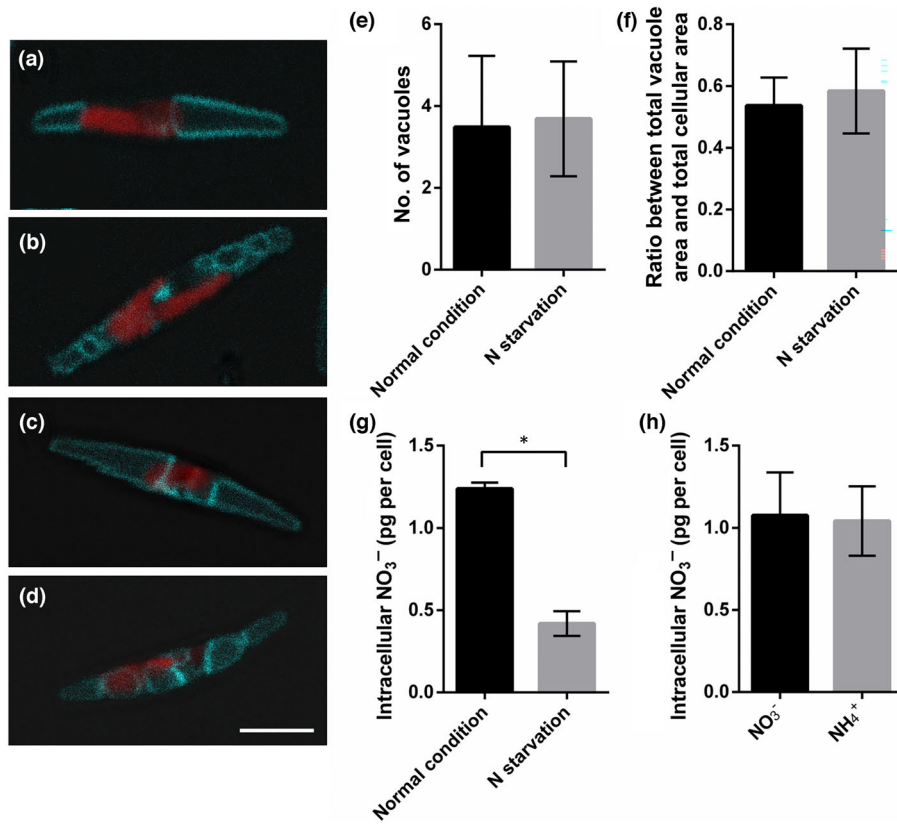 (a)
(b)
(c)
(d)
(e)
No. of vacuoles
6
4
2
0
Normal condition
N starvation
(f)
Ratio between total vacuole
area and total cellular area
0.8
0.6
0.4
0.2
0.0
Normal condition
N starvation
(g)
Intracellular NO₃⁻ (pg per cell)
1.5
1.0
0.5
0.0
*
Normal condition
N starvation
(h)
Intracellular NO₃⁻ (pg per cell)
1.5
1.0
0.5
0.0
NO₃⁻
NH₄⁺